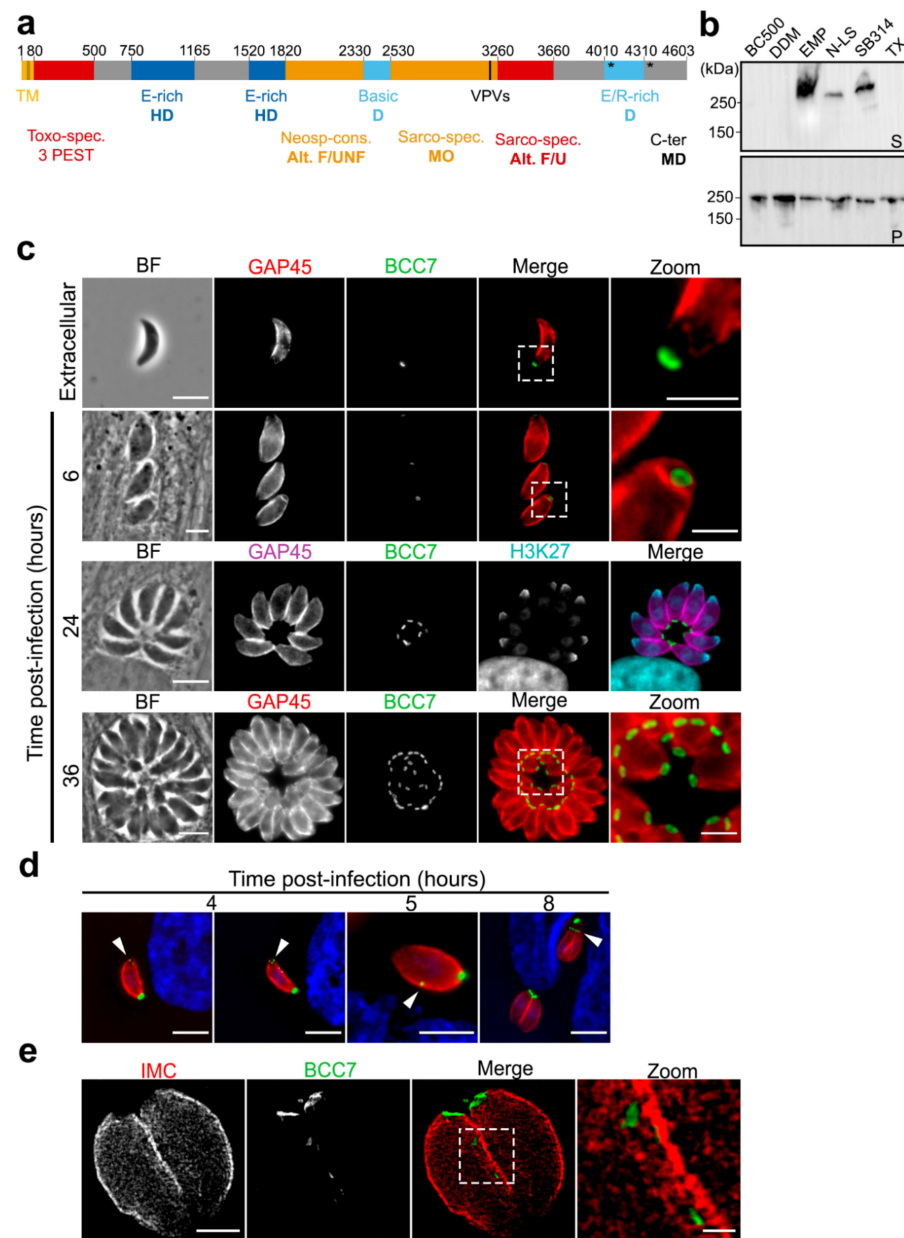 a
1 80 500 750 1165 1520 1820 2330 2530 3260 3660 4010 4310 4603
* *
TM E-rich E-rich Basic VPVs E/R-rich
HD HD D D
Toxo-spec. Neosp-cons. Sarco-spec. Sarco-spec. C-ter
3 PEST Alt. F/UNF MO Alt. F/U MD
b
BC500 DDM EMP N-LS SB314 TX
(kDa)
250
150
S
250
150
P
c
BF GAP45 BCC7 Merge Zoom
Extracellular
Time post-infection (hours)
6
BF GAP45 BCC7 H3K27 Merge
24
BF GAP45 BCC7 Merge Zoom
36
d
Time post-infection (hours)
4 5 8
e
IMC BCC7 Merge Zoom